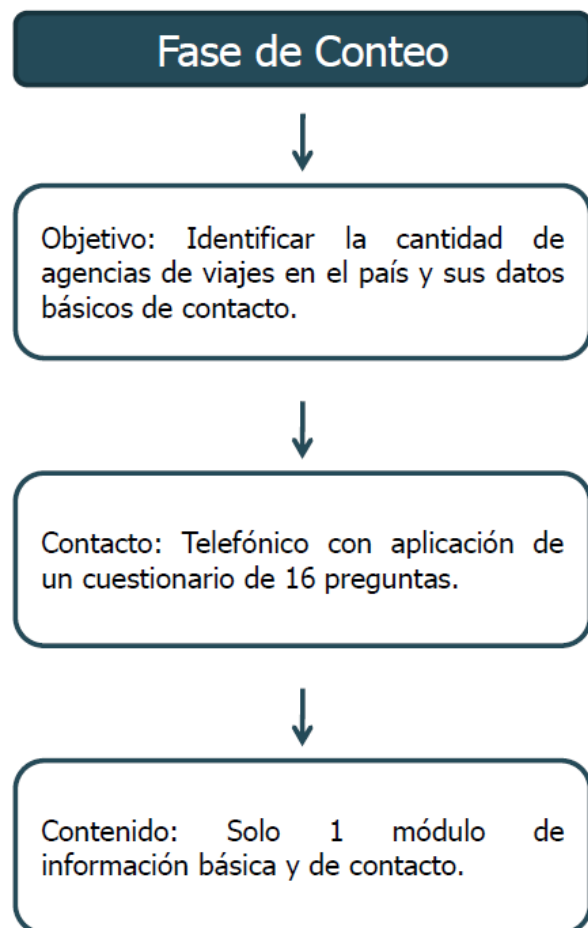 Fase de Conteo
Objetivo: Identificar la cantidad de
agencias de viajes en el país y sus datos
básicos de contacto.
Contacto: Telefónico con aplicación de
un cuestionario de 16 preguntas.
Contenido: Solo 1 módulo de
información básica y de contacto.